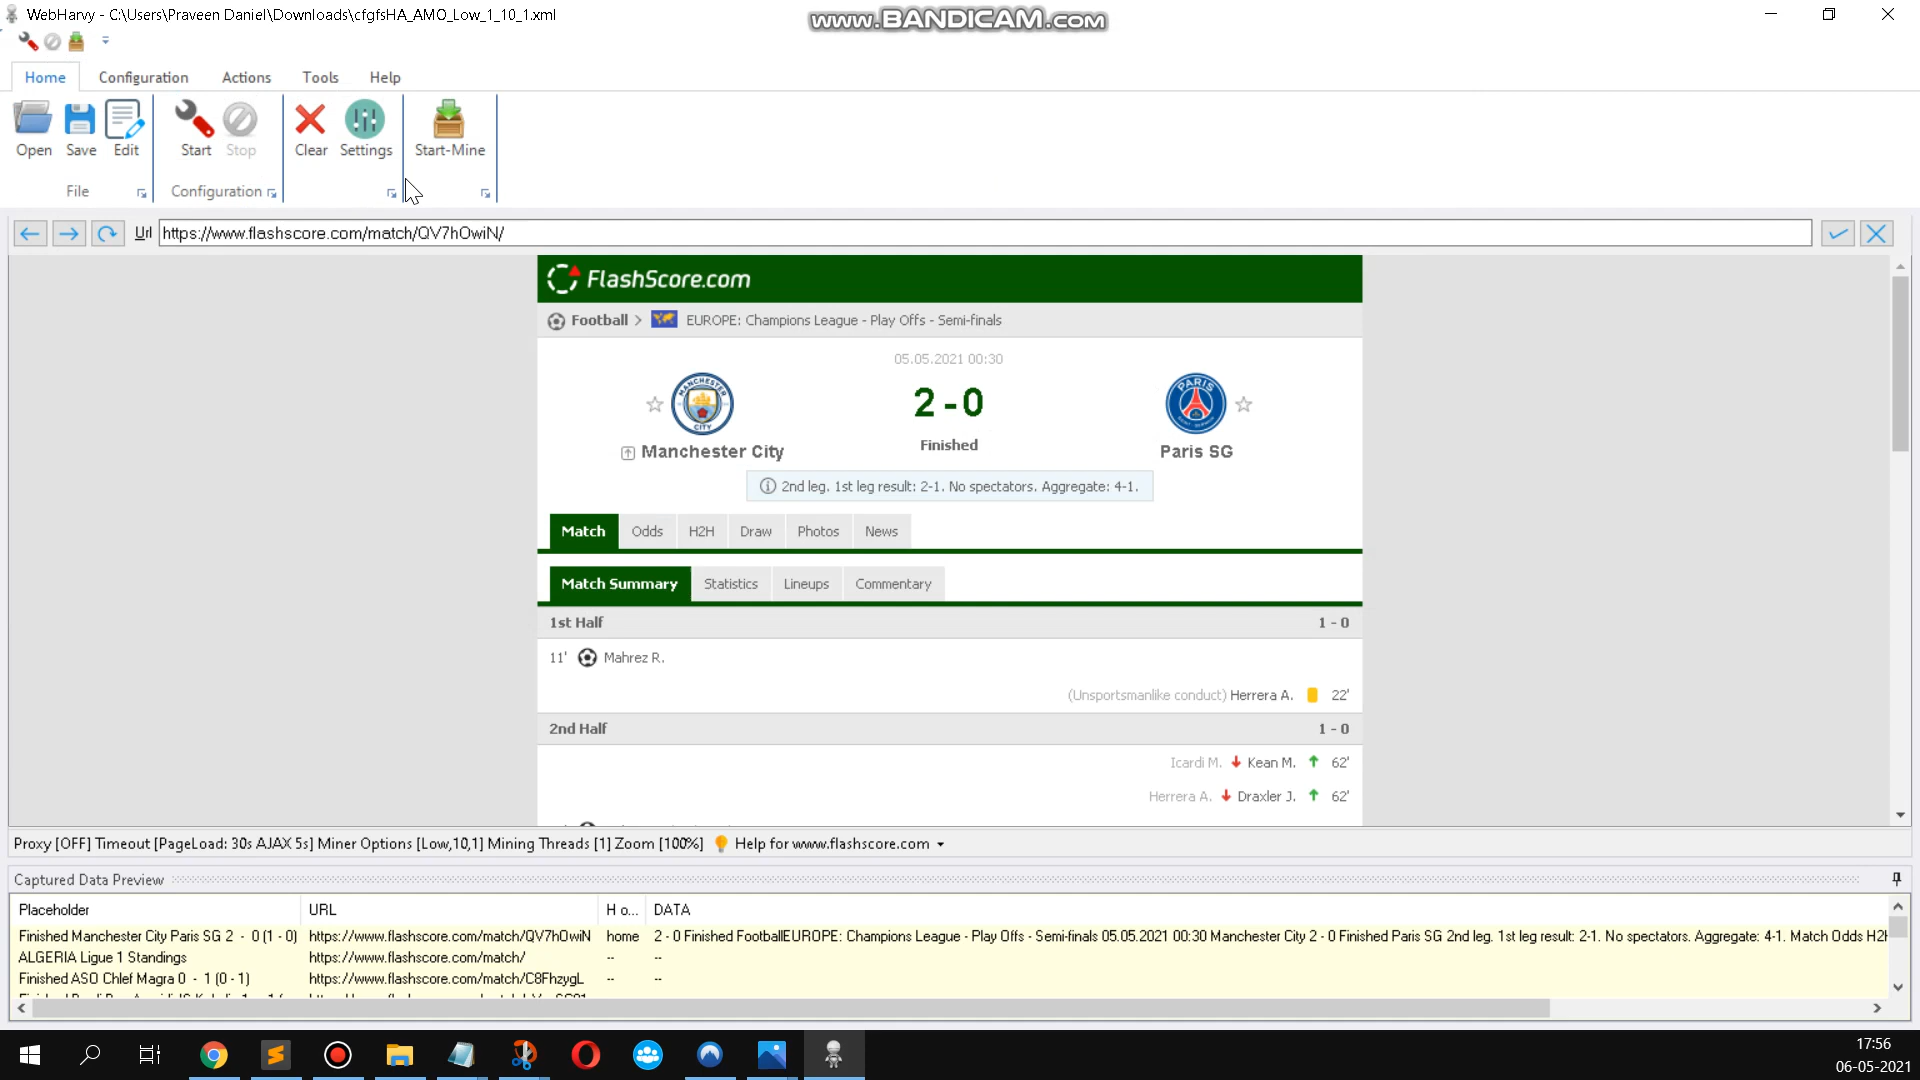 WebHarvy - C:\Users\Praveen Daniel\Downloads\cfgfsHA_AMO_Low_1_10_1.xml
www.BANDICAM.com
Home Configuration Actions Tools Help
Open Save Edit Start Stop Clear Settings Start-Mine
File Configuration
Url https://www.flashscore.com/match/QV7hOwiN/
FlashScore.com
Football > EUROPE: Champions League - Play Offs - Semi-finals
05.05.2021 00:30
2 - 0
MANCHESTER CITY
PARIS
Finished
Manchester City Paris SG
2nd leg. 1st leg result: 2-1. No spectators. Aggregate: 4-1.
Match Odds H2H Draw Photos News
Match Summary Statistics Lineups Commentary
1st Half 1 - 0
11' Mahrez R.
(Unsportsmanlike conduct) Herrera A. 22'
2nd Half 1 - 0
Icardi M. Kean M. 62'
Herrera A. Draxler J. 62'
Proxy [OFF] Timeout [PageLoad: 30s AJAX 5s] Miner Options [Low,10,1] Mining Threads [1] Zoom [100%] Help for www.flashscore.com
Captured Data Preview
Placeholder URL H o... DATA
Finished Manchester City Paris SG 2 - 0 (1 - 0) https://www.flashscore.com/match/QV7hOwiN home 2 - 0 Finished FootballEUROPE: Champions League - Play Offs - Semi-finals 05.05.2021 00:30 Manchester City 2 - 0 Finished Paris SG 2nd leg. 1st leg result: 2-1. No spectators. Aggregate: 4-1. Match Odds H2H
ALGERIA Ligue 1 Standings https://www.flashscore.com/match/ -- --
Finished ASO Chlef Magra 0 - 1 (0 - 1) https://www.flashscore.com/match/C8FhzygL -- --
17:56
06-05-2021